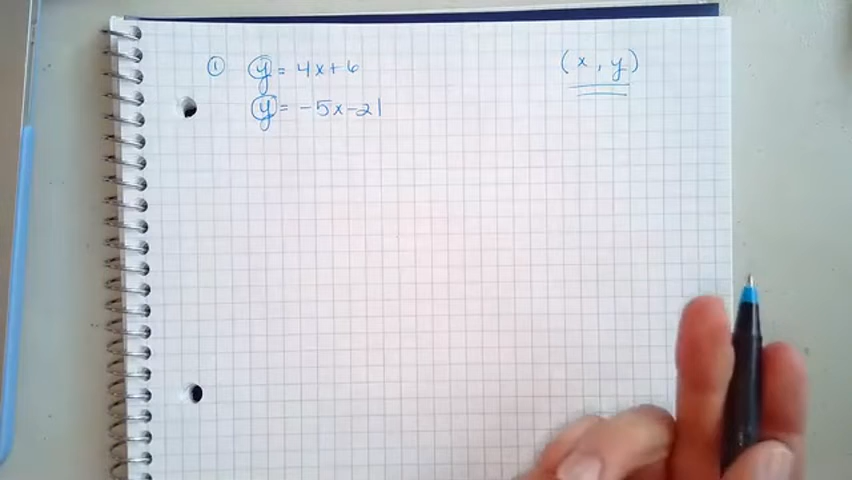 ① y = 4x+6 (x, y)
y = -5x-21